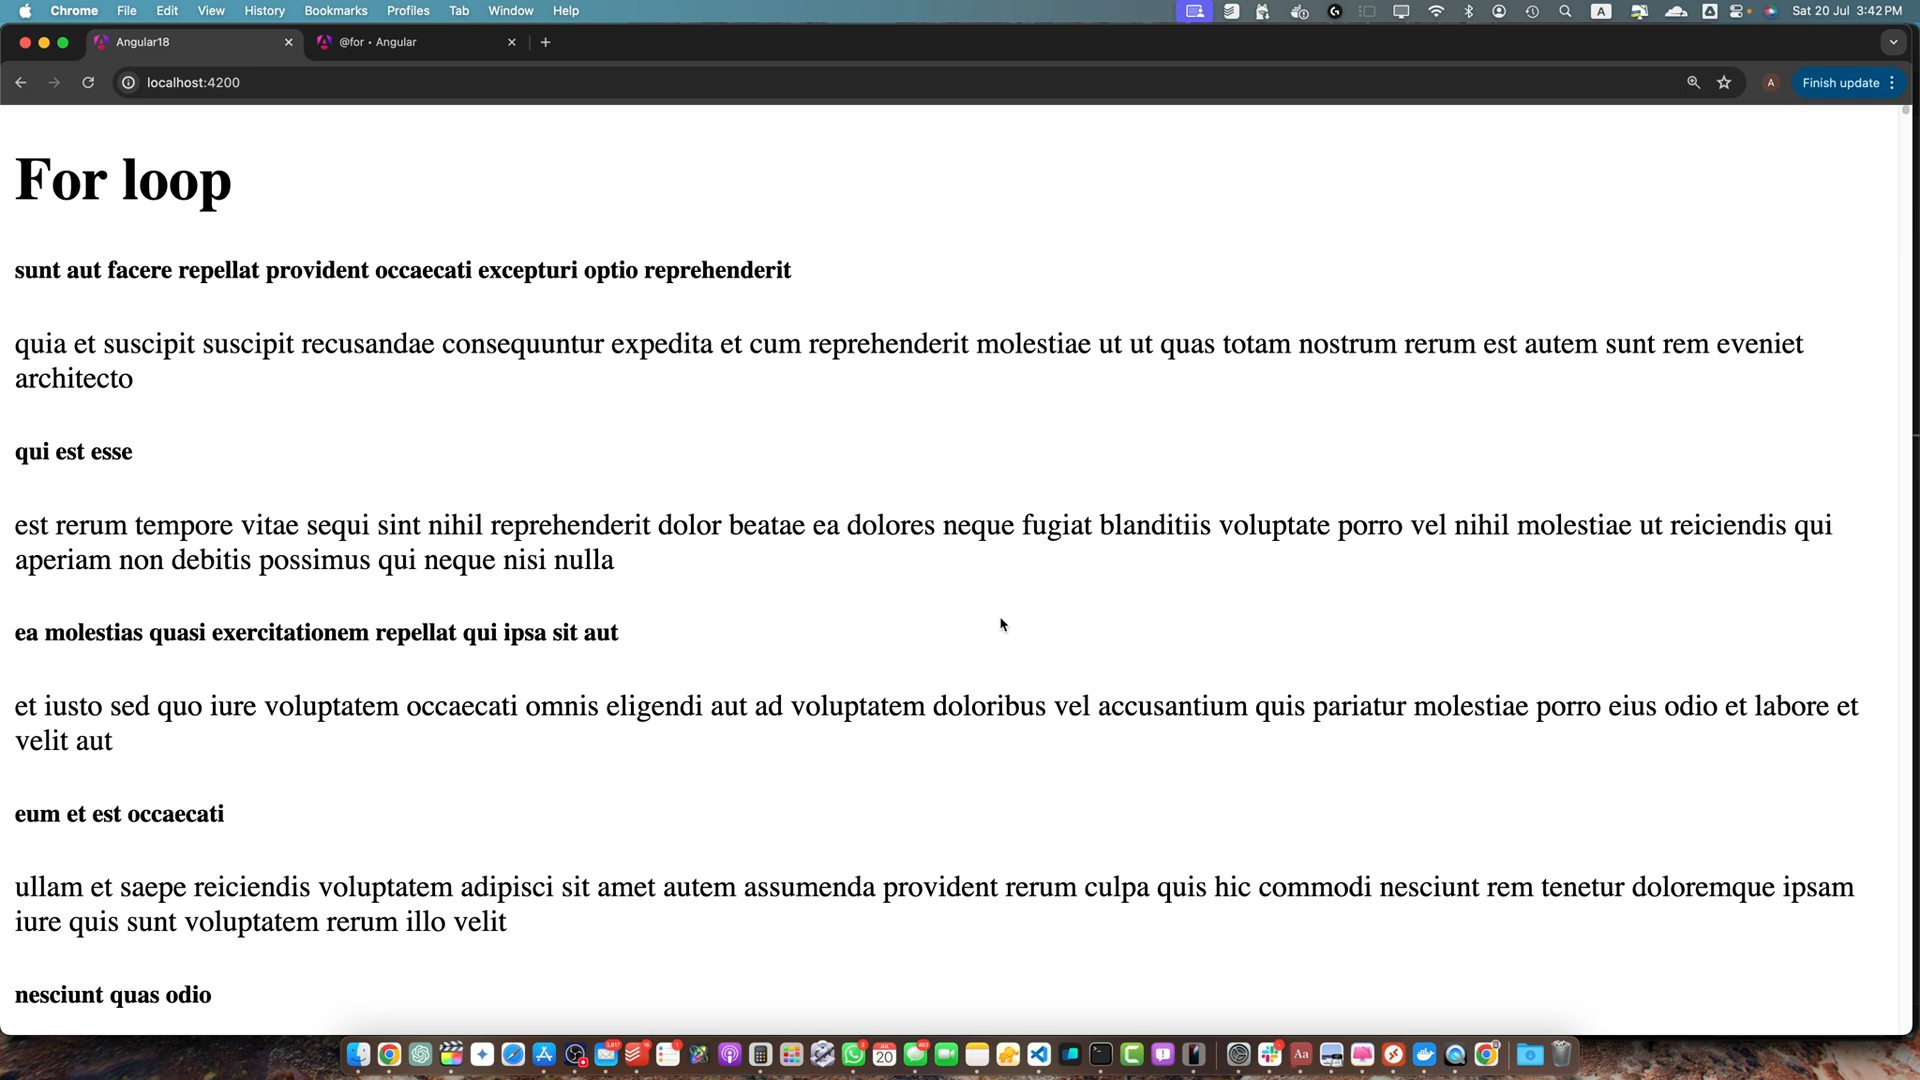 Chrome File Edit View History Bookmarks Profiles Tab Window Help A Sat 20 Jul 3:42 PM
Angular18 @for • Angular
localhost:4200 A Finish update
For loop
sunt aut facere repellat provident occaecati excepturi optio reprehenderit
quia et suscipit suscipit recusandae consequuntur expedita et cum reprehenderit molestiae ut ut quas totam nostrum rerum est autem sunt rem eveniet
architecto
qui est esse
est rerum tempore vitae sequi sint nihil reprehenderit dolor beatae ea dolores neque fugiat blanditiis voluptate porro vel nihil molestiae ut reiciendis qui
aperiam non debitis possimus qui neque nisi nulla
ea molestias quasi exercitationem repellat qui ipsa sit aut
et iusto sed quo iure voluptatem occaecati omnis eligendi aut ad voluptatem doloribus vel accusantium quis pariatur molestiae porro eius odio et labore et
velit aut
eum et est occaecati
ullam et saepe reiciendis voluptatem adipisci sit amet autem assumenda provident rerum culpa quis hic commodi nesciunt rem tenetur doloremque ipsam
iure quis sunt voluptatem rerum illo velit
nesciunt quas odio
20 Aa